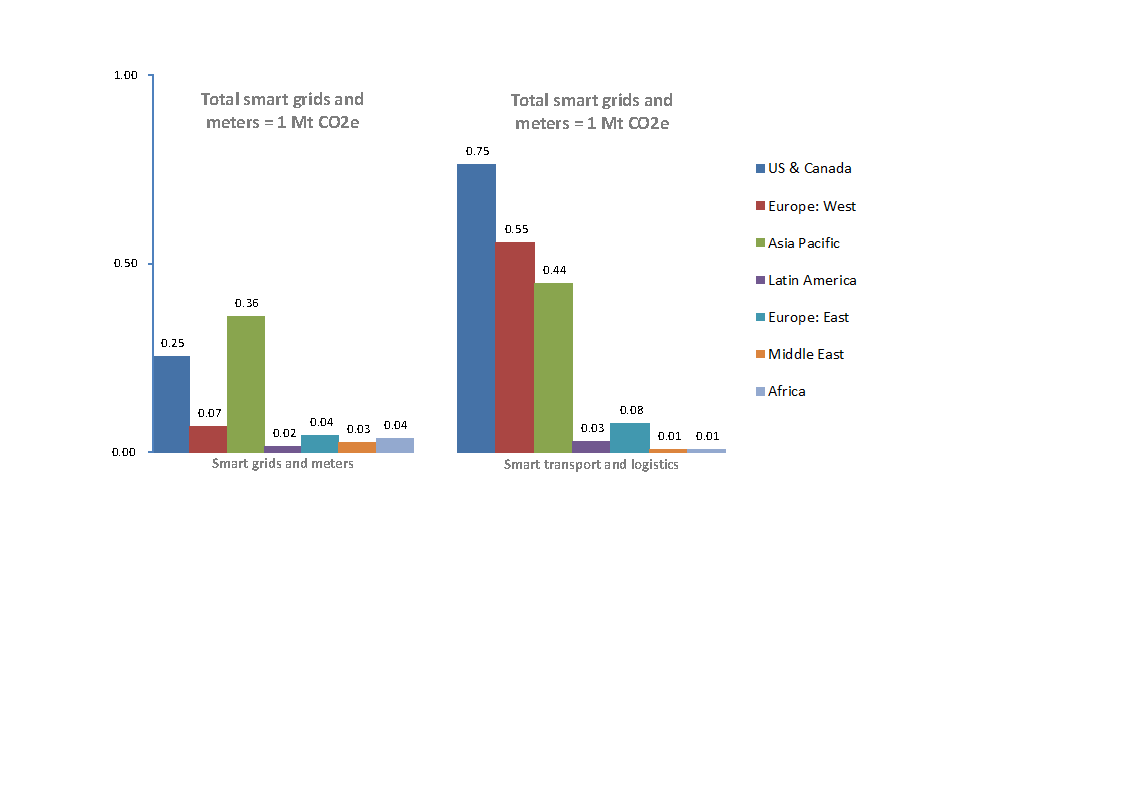 1.00
Total smart grids and
meters = 1 Mt CO2e
Total smart grids and
meters = 1 Mt CO2e
0.75
US & Canada
Europe: West
0.55
Asia Pacific
0.50
0.44
Latin America
0.36
Europe: East
0.25
Middle East
Africa
0.07
0.02
0.04
0.03
0.04
0.03
0.08
0.01
0.01
0.00
Smart grids and meters
Smart transport and logistics